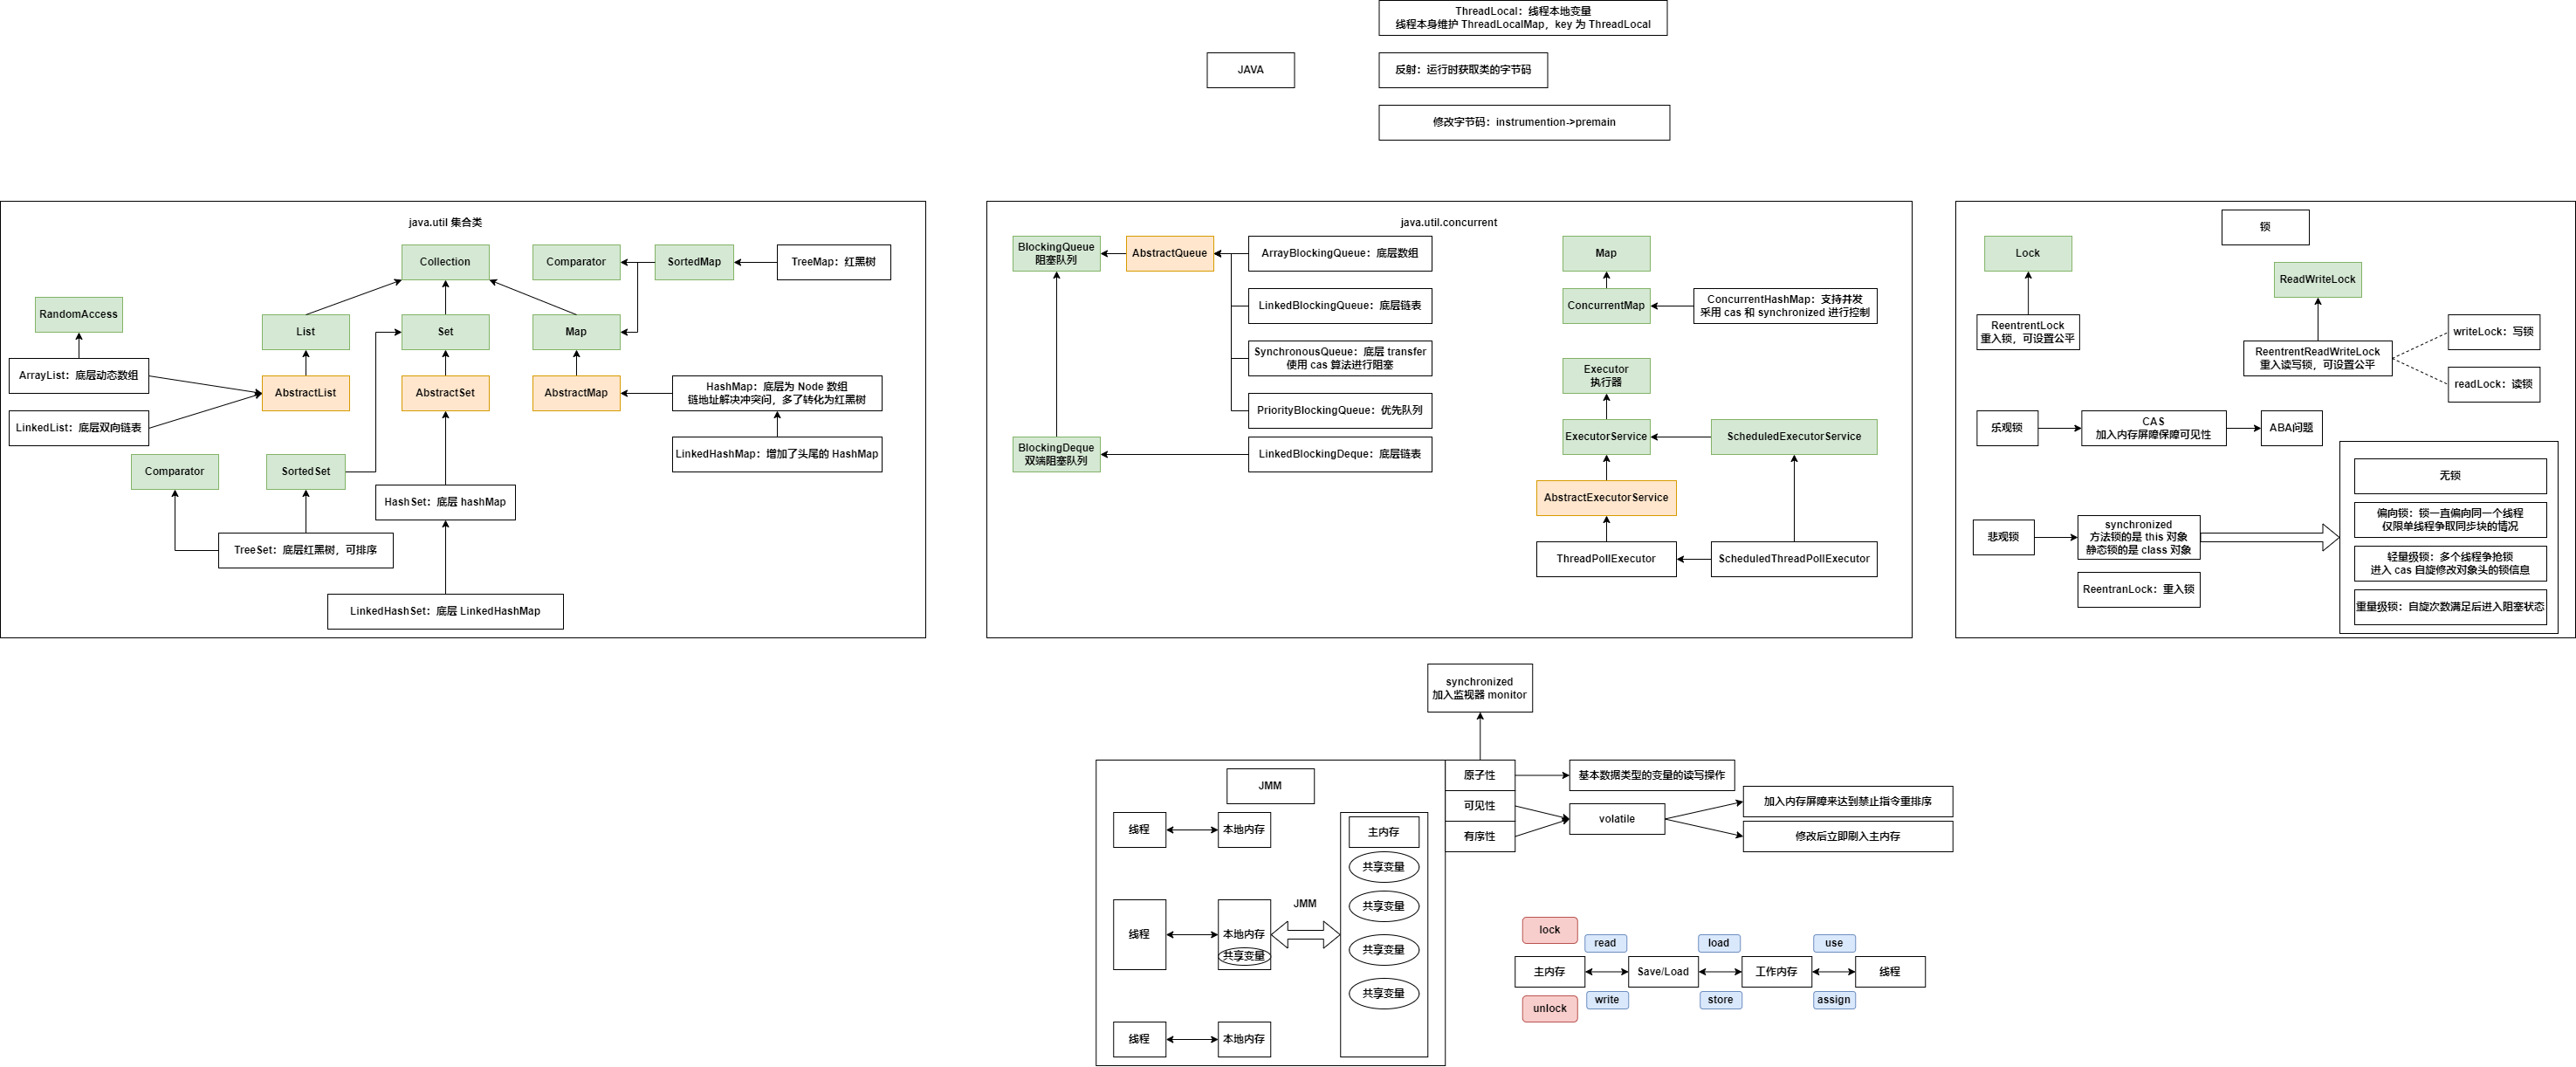 ThreadLocal：线程本地变量
线程本身维护 ThreadLocalMap，key 为 ThreadLocal
JAVA
反射：运行时获取类的字节码
修改字节码：instrumention->premain
java.util 集合类
Collection
Comparator
SortedMap
TreeMap：红黑树
RandomAccess
List
Set
Map
ArrayList：底层动态数组
AbstractList
AbstractSet
AbstractMap
HashMap：底层为 Node 数组
链地址解决冲突问，多了转化为红黑树
LinkedList：底层双向链表
LinkedHashMap：增加了头尾的 HashMap
Comparator
SortedSet
HashSet：底层 hashMap
TreeSet：底层红黑树，可排序
LinkedHashSet：底层 LinkedHashMap
java.util.concurrent
BlockingQueue
阻塞队列
AbstractQueue
ArrayBlockingQueue：底层数组
LinkedBlockingQueue：底层链表
SynchronousQueue：底层 transfer
使用 cas 算法进行阻塞
PriorityBlockingQueue：优先队列
BlockingDeque
双端阻塞队列
LinkedBlockingDeque：底层链表
Map
ConcurrentMap
ConcurrentHashMap：支持并发
采用 cas 和 synchronized 进行控制
Executor
执行器
ExecutorService
ScheduledExecutorService
AbstractExecutorService
ThreadPollExecutor
ScheduledThreadPollExecutor
锁
Lock
ReadWriteLock
ReentrentLock
重入锁，可设置公平
writeLock：写锁
ReentrentReadWriteLock
重入读写锁，可设置公平
readLock：读锁
乐观锁
CAS
加入内存屏障保障可见性
ABA问题
无锁
偏向锁：锁一直偏向同一个线程
仅限单线程争取同步块的情况
悲观锁
synchronized
方法锁的是 this 对象
静态锁的是 class 对象
轻量级锁：多个线程争抢锁
进入 cas 自旋修改对象头的锁信息
ReentranLock：重入锁
重量级锁：自旋次数满足后进入阻塞状态
synchronized
加入监视器 monitor
JMM
原子性
基本数据类型的变量的读写操作
可见性
有序性
volatile
加入内存屏障来达到禁止指令重排序
修改后立即刷入主内存
线程
本地内存
主内存
共享变量
共享变量
JMM
线程
本地内存
共享变量
共享变量
共享变量
线程
本地内存
lock
read
load
use
主内存
Save/Load
工作内存
线程
write
store
assign
unlock